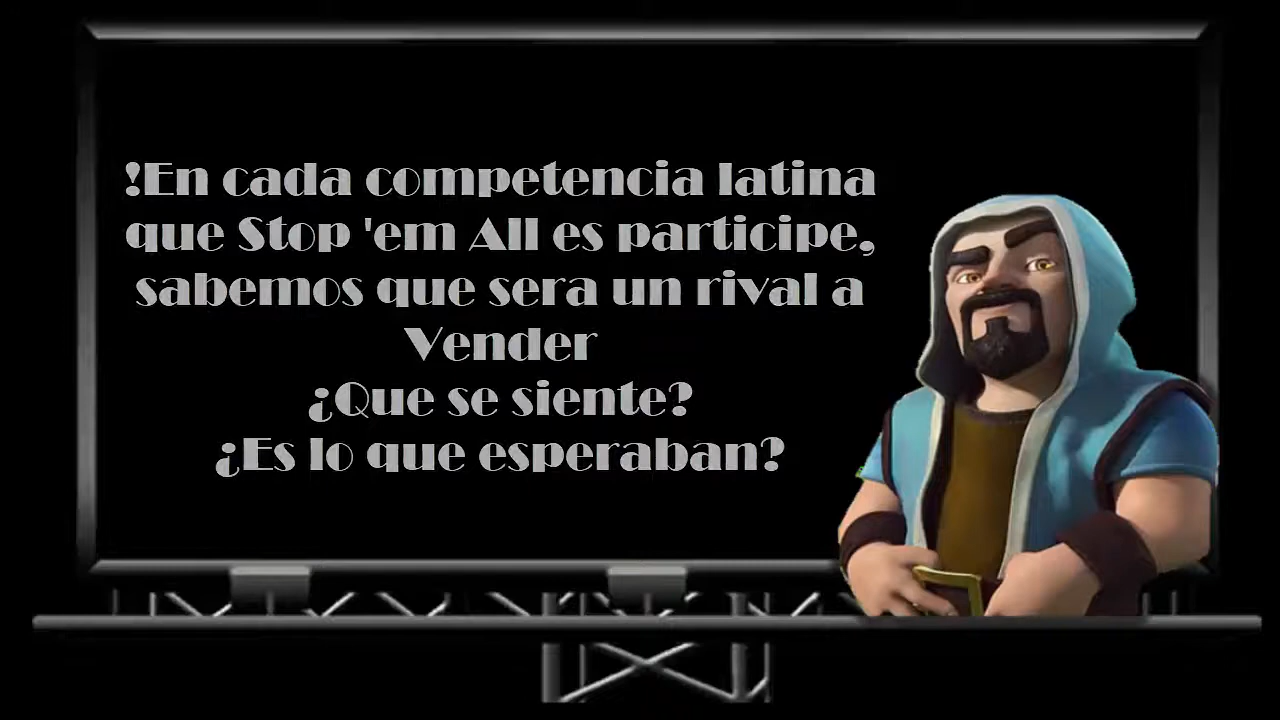 !En cada competencia latina
que Stop 'em All es participe,
sabemos que sera un rival a
Vender
¿Que se siente?
¿Es lo que esperaban?